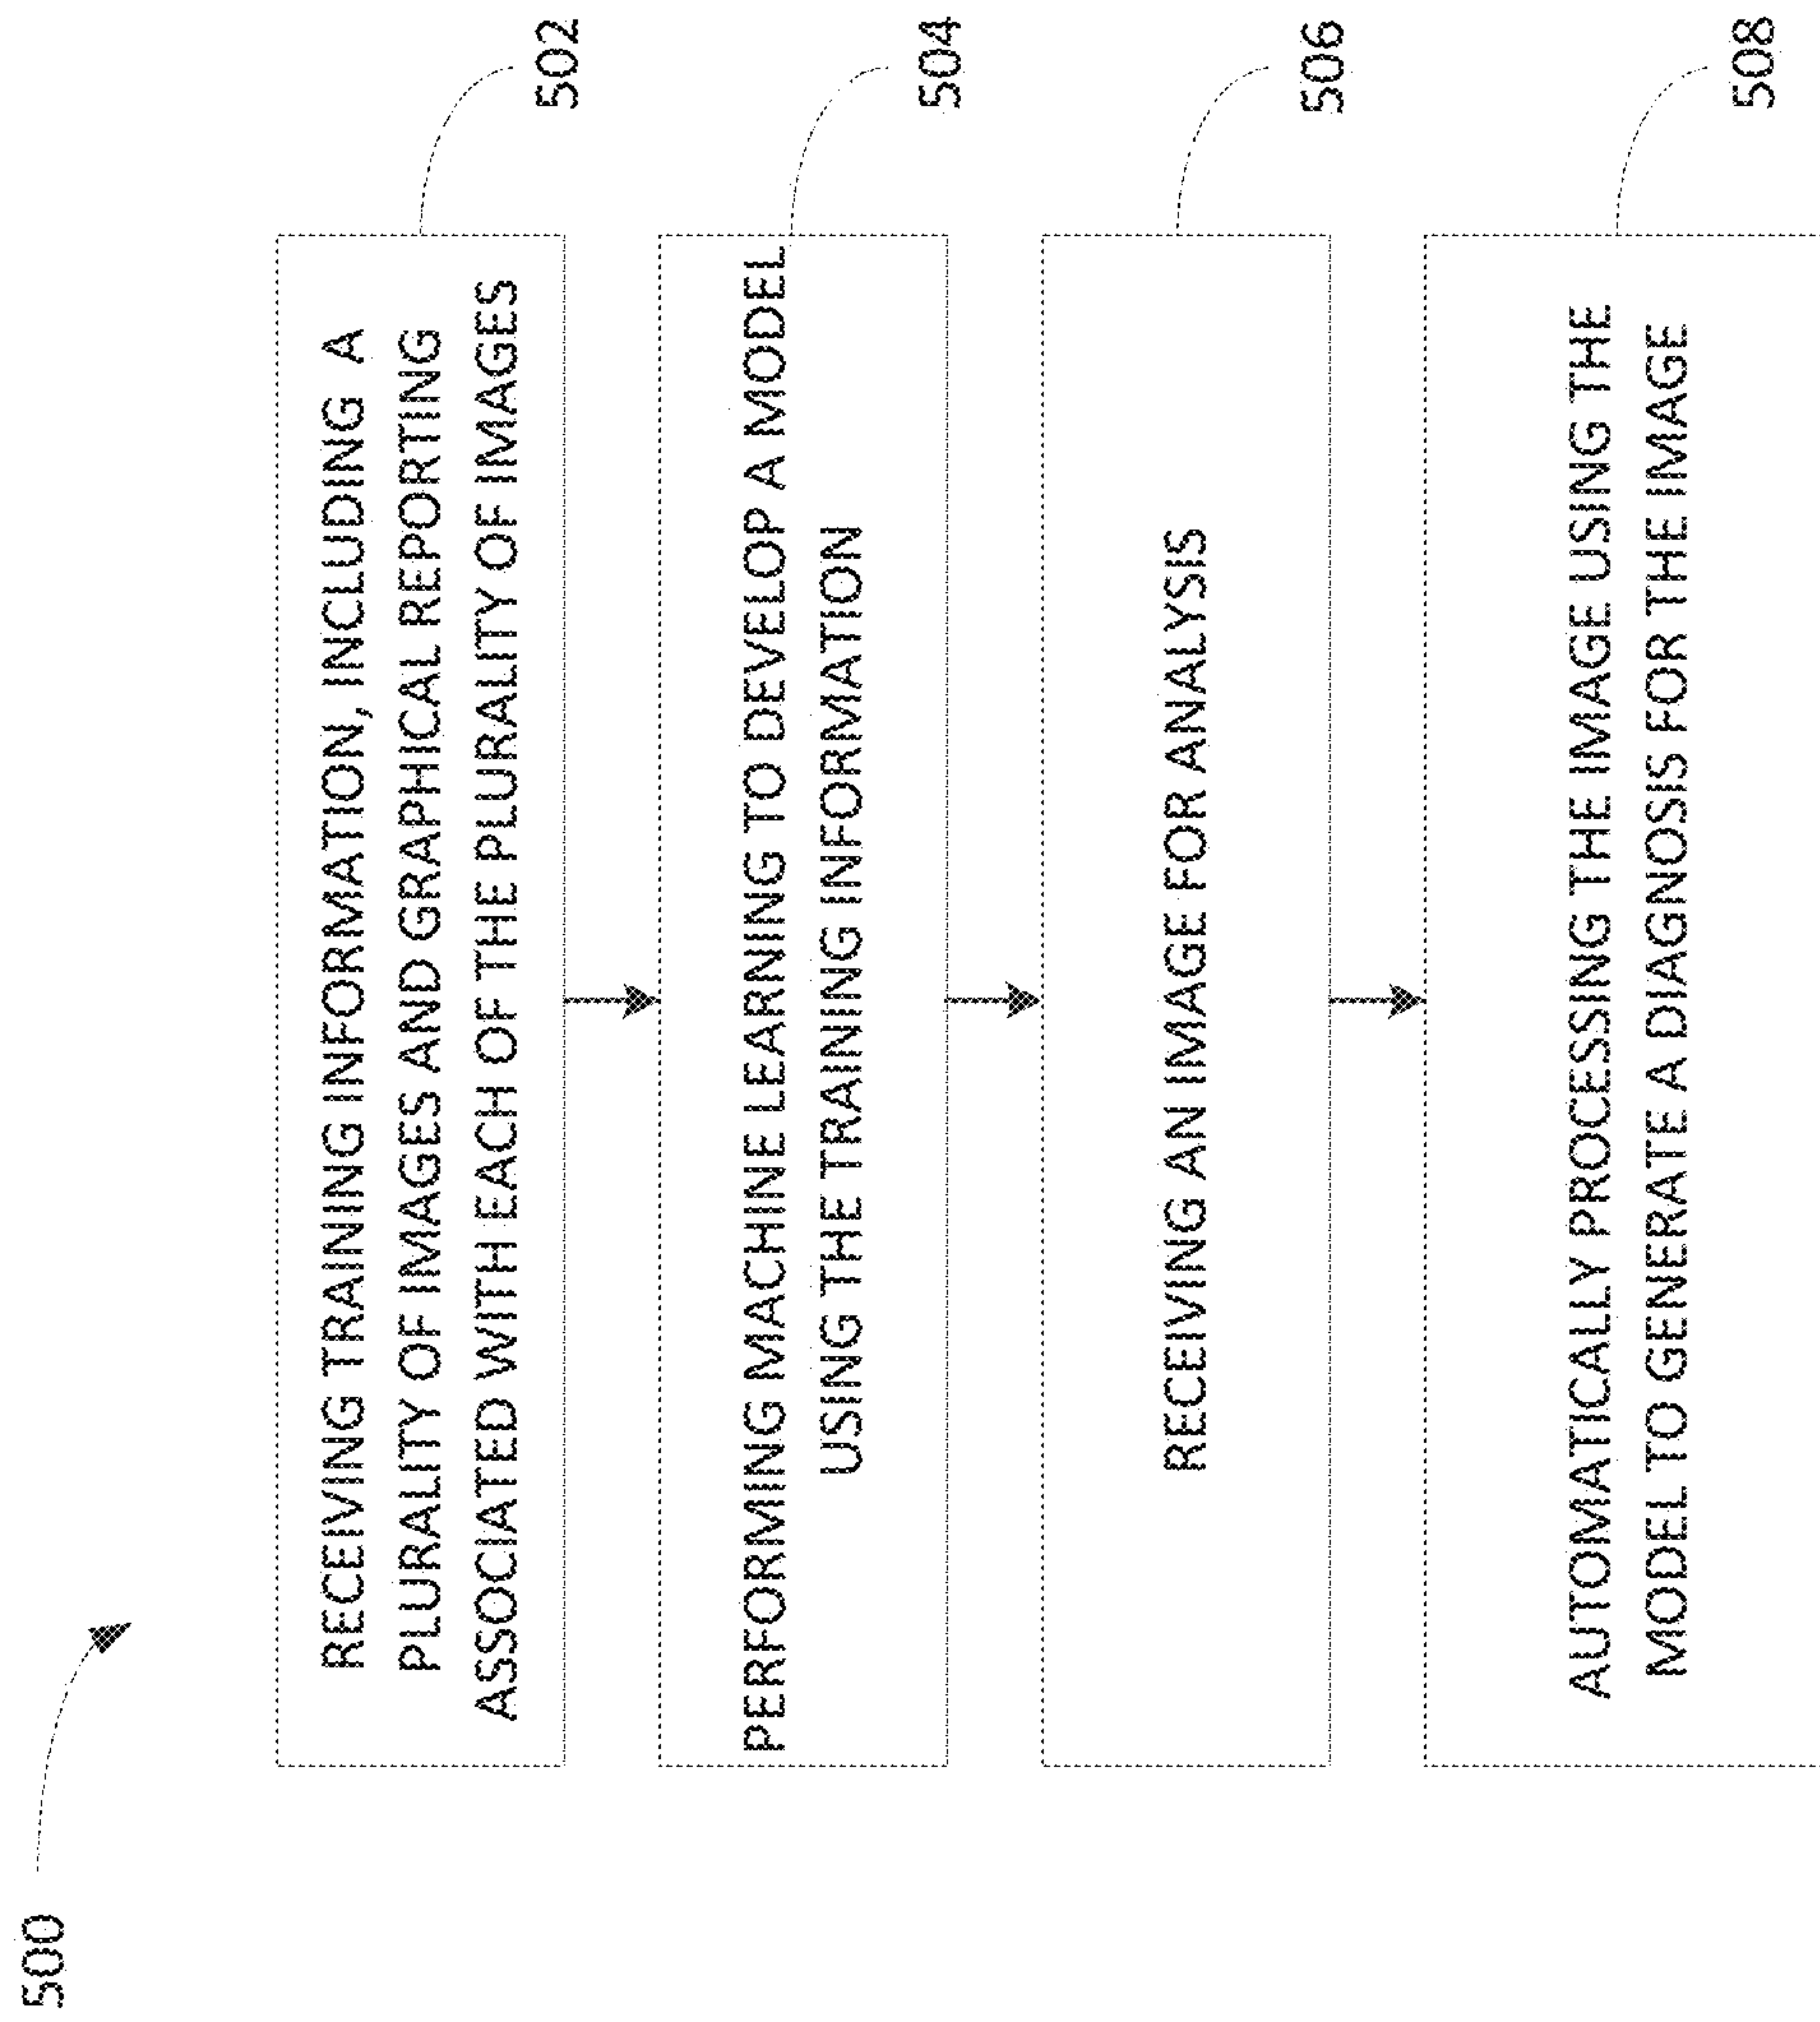 500
RECEIVING TRAINING INFORMATION, INCLUDING A
PLURALITY OF IMAGES AND GRAPHICAL REPORTING
ASSOCIATED WITH EACH OF THE PLURALITY OF IMAGES
502
PERFORMING MACHINE LEARNING TO DEVELOP A MODEL
USING THE TRAINING INFORMATION
504
RECEIVING AN IMAGE FOR ANALYSIS
506
AUTOMATICALLY PROCESSING THE IMAGE USING THE
MODEL TO GENERATE A DIAGNOSIS FOR THE IMAGE
508